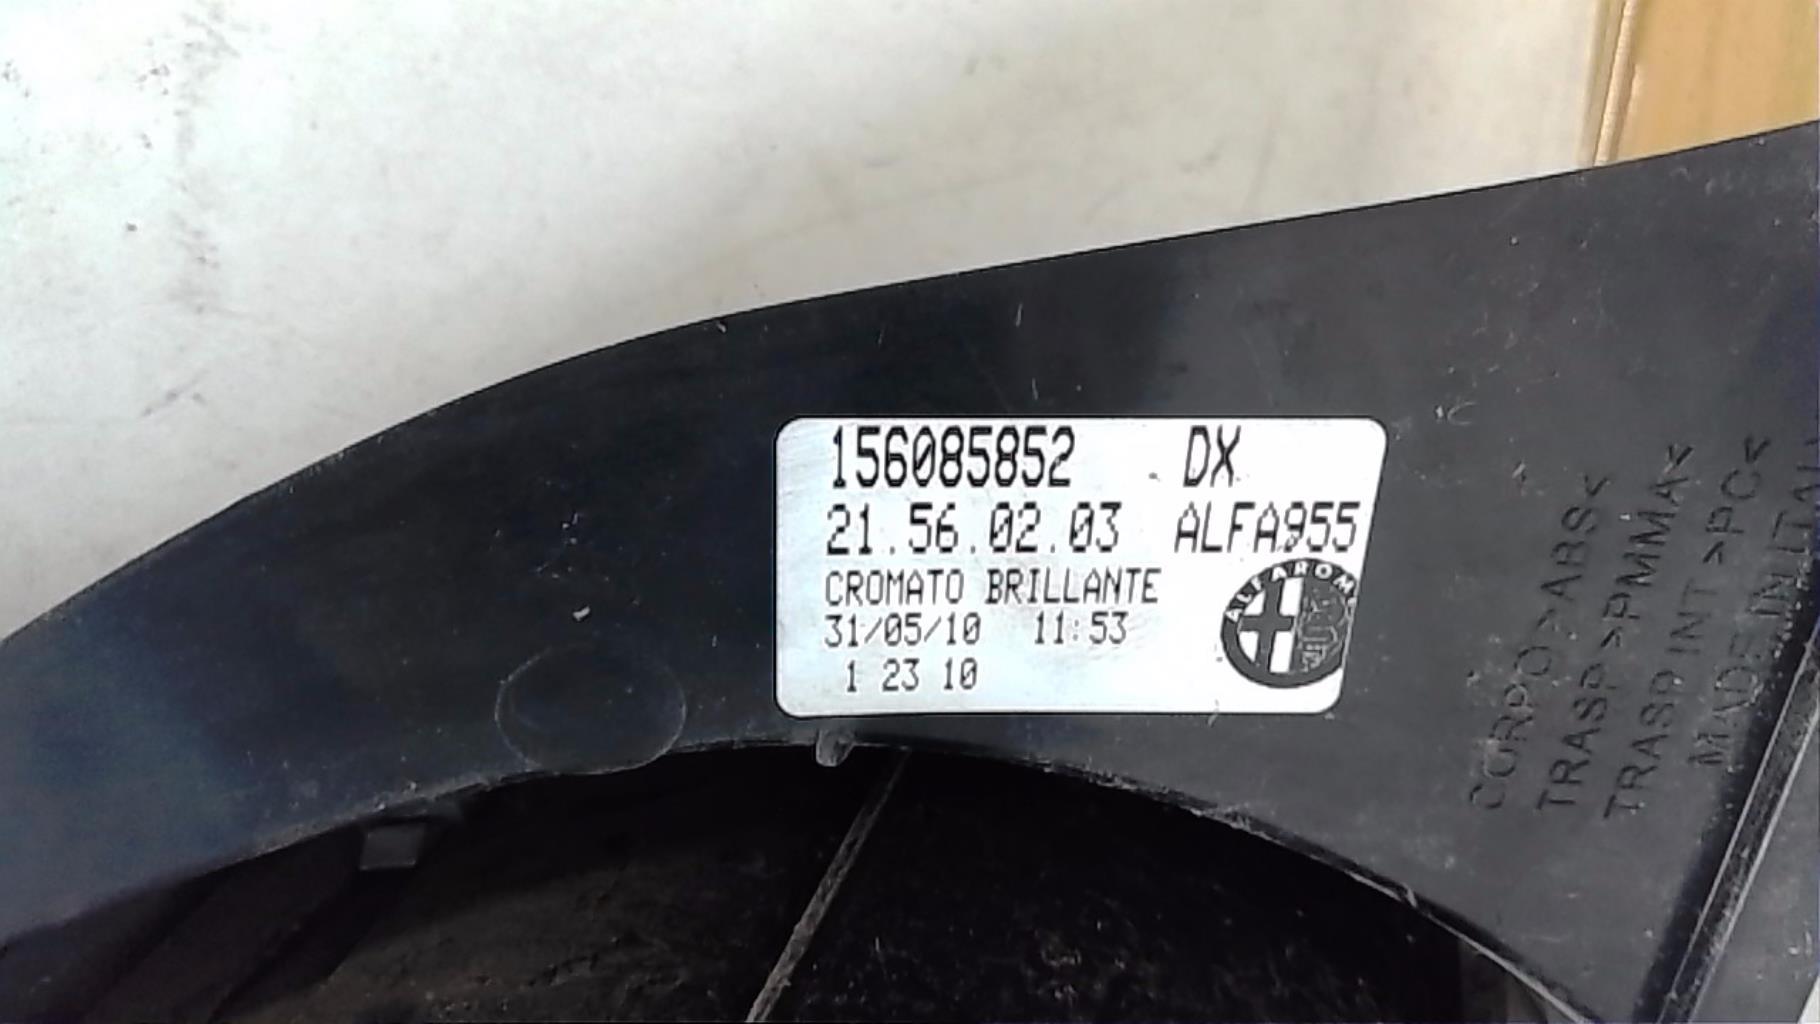 156085852 DX
21.56.02.03 ALFA955
CROMATO BRILLANTE
31/05/10 11:53
1 23 10
ALFA ROMEO
CORPO >ABS<
TRASP >PMMA<
TRASP INT >PC<
MADE IN ITALY